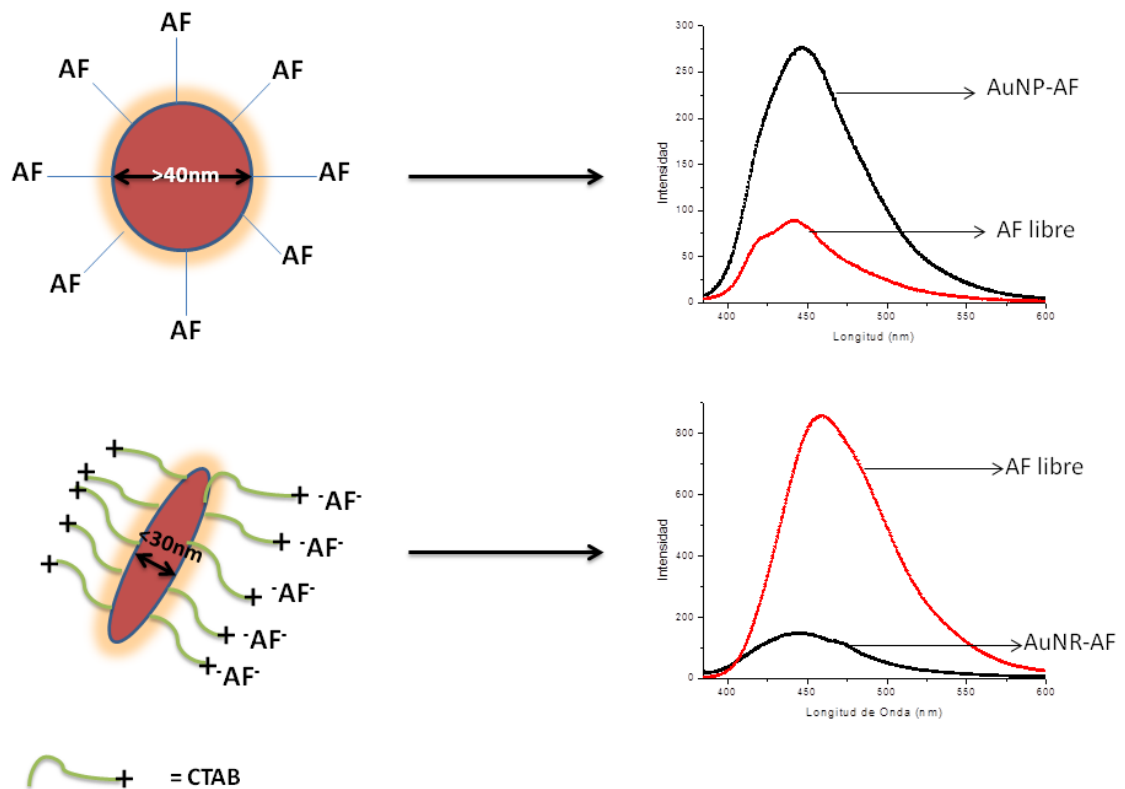 AF
AF
AF
AF
>40nm
AF
AF
AF
AF
300
250
200
150
100
50
0
Intensidad
400
450
500
550
600
Longitud (nm)
AuNP-AF
AF libre
+
+
+
+
+
<30nm
+ -AF-
+ -AF-
+ -AF-
+ -AF-
+ -AF-
800
600
400
200
0
Intensidad
400
450
500
550
600
Longitud de Onda (nm)
AF libre
AuNR-AF
+ = CTAB